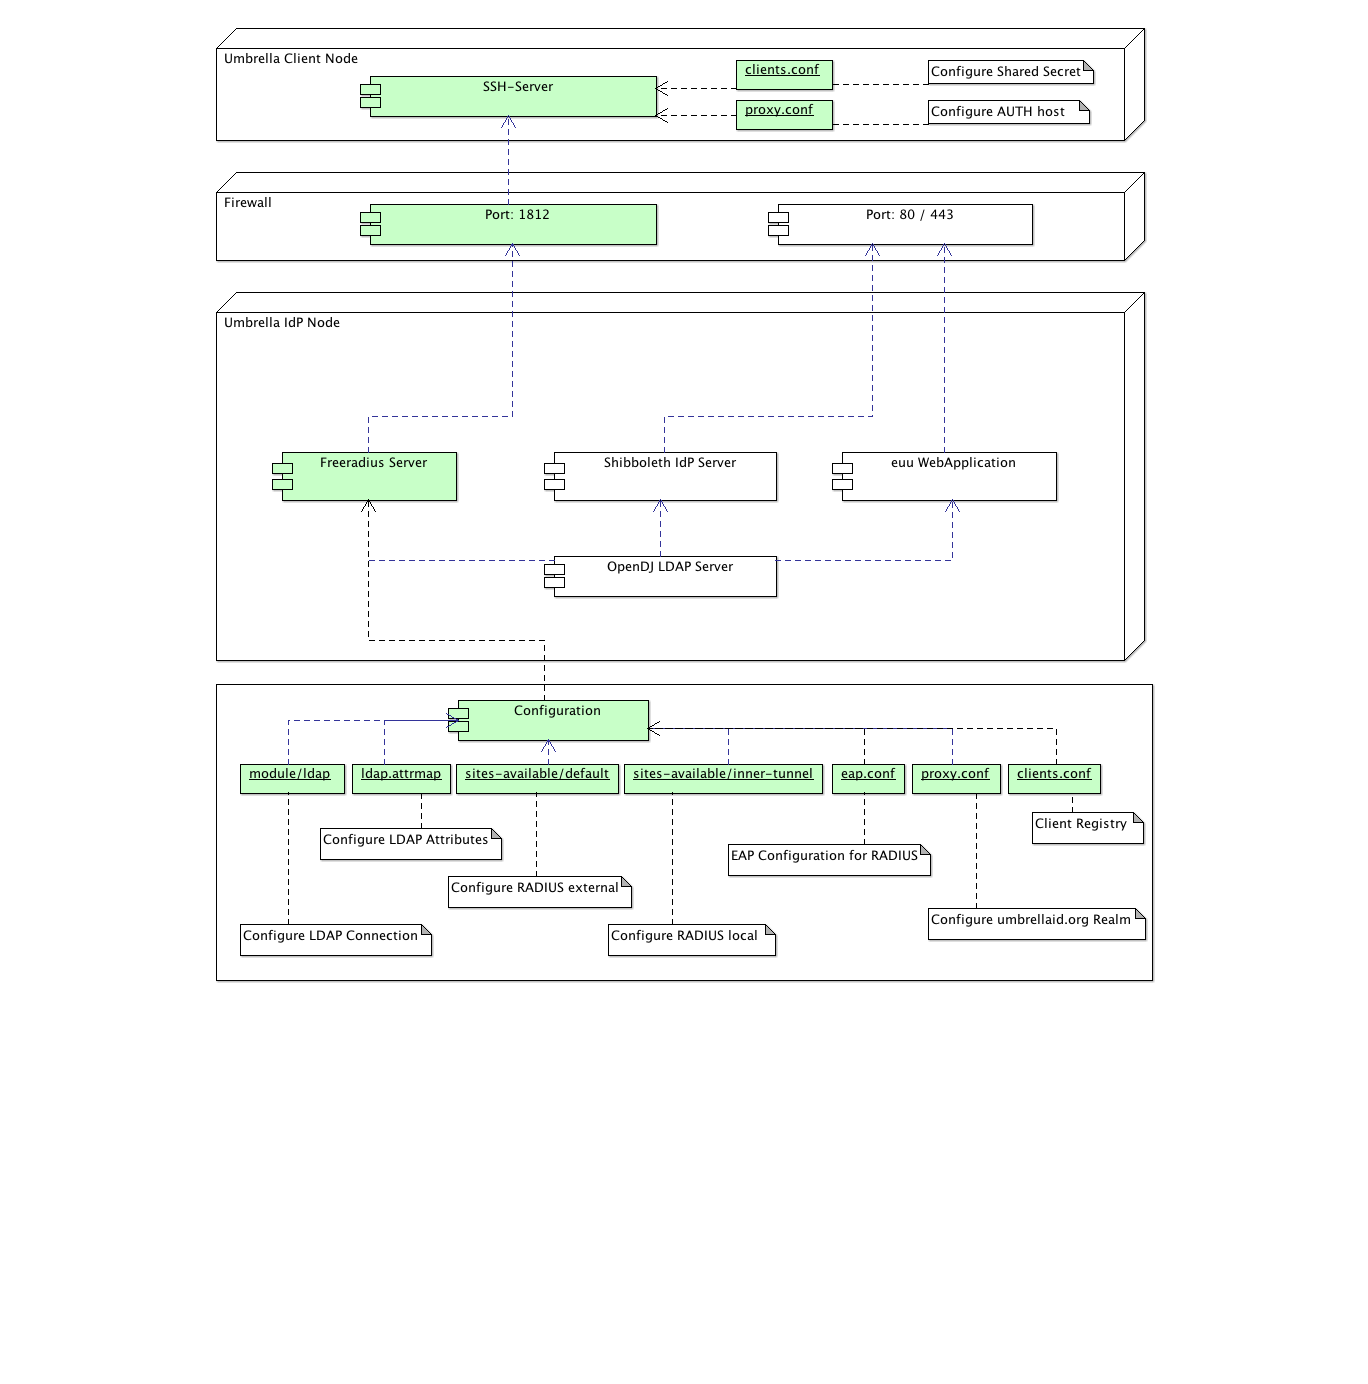 Umbrella Client Node
SSH-Server
clients.conf
Configure Shared Secret
proxy.conf
Configure AUTH host
Firewall
Port: 1812
Port: 80 / 443
Umbrella IdP Node
Freeradius Server
Shibboleth IdP Server
euu WebApplication
OpenDJ LDAP Server
Configuration
module/ldap
ldap.attrmap
sites-available/default
sites-available/inner-tunnel
eap.conf
proxy.conf
clients.conf
Client Registry
Configure LDAP Attributes
EAP Configuration for RADIUS
Configure RADIUS external
Configure umbrellaid.org Realm
Configure LDAP Connection
Configure RADIUS local